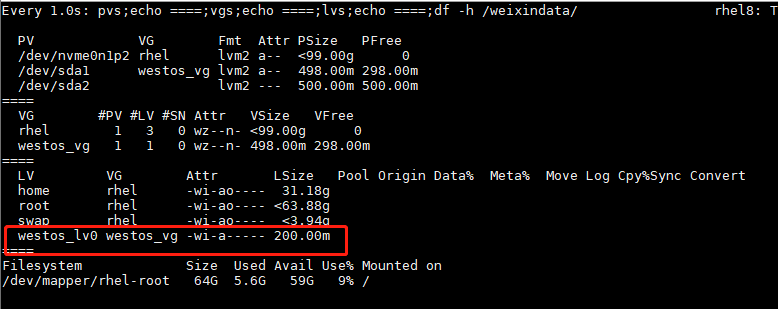 Every 1.0s: pvs;echo ====;vgs;echo ====;lvs;echo ====;df -h /weixindata/ rhel8: T
PV VG Fmt Attr PSize PFree
/dev/nvme0n1p2 rhel lvm2 a-- <99.00g 0
/dev/sda1 westos_vg lvm2 a-- 498.00m 298.00m
/dev/sda2 lvm2 --- 500.00m 500.00m
====
VG #PV #LV #SN Attr VSize VFree
rhel 1 3 0 wz--n- <99.00g 0
westos_vg 1 1 0 wz--n- 498.00m 298.00m
====
LV VG Attr LSize Pool Origin Data% Meta% Move Log Cpy%Sync Convert
home rhel -wi-ao---- 31.18g
root rhel -wi-ao---- <63.88g
swap rhel -wi-ao---- <3.94g
westos_lv0 westos_vg -wi-a----- 200.00m
====
Filesystem Size Used Avail Use% Mounted on
/dev/mapper/rhel-root 64G 5.6G 59G 9% /